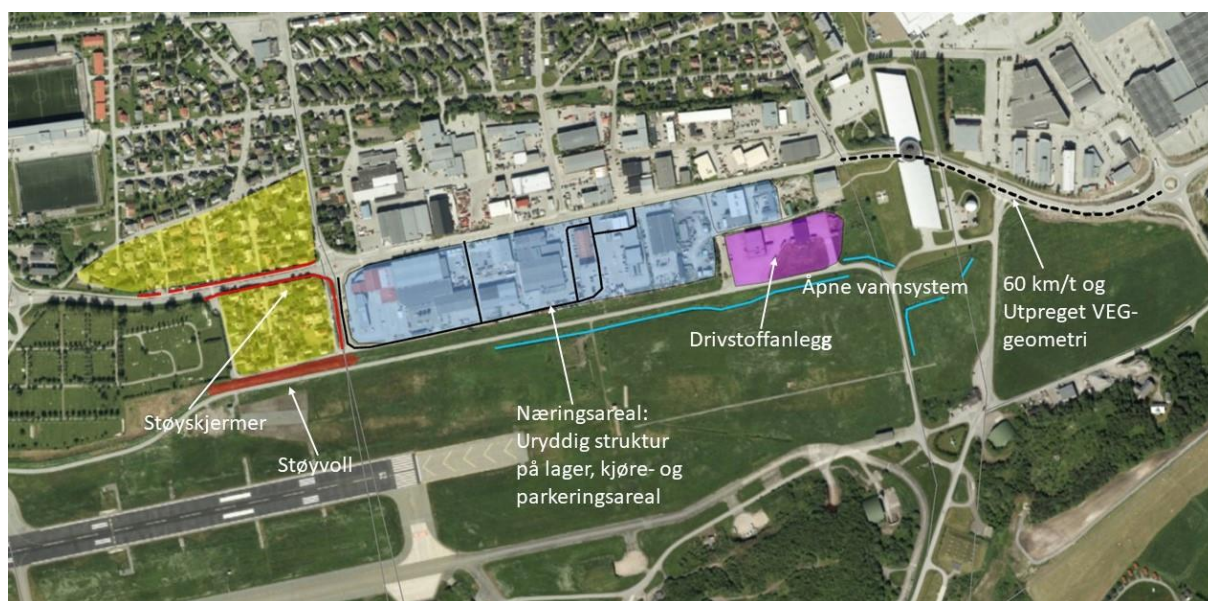 Støyskjermer
Støyvoll
Næringsareal:
Uryddig struktur
på lager, kjøre- og
parkeringsareal
Drivstoffanlegg
Åpne vannsystem
60 km/t og
Utpreget VEG-
geometri